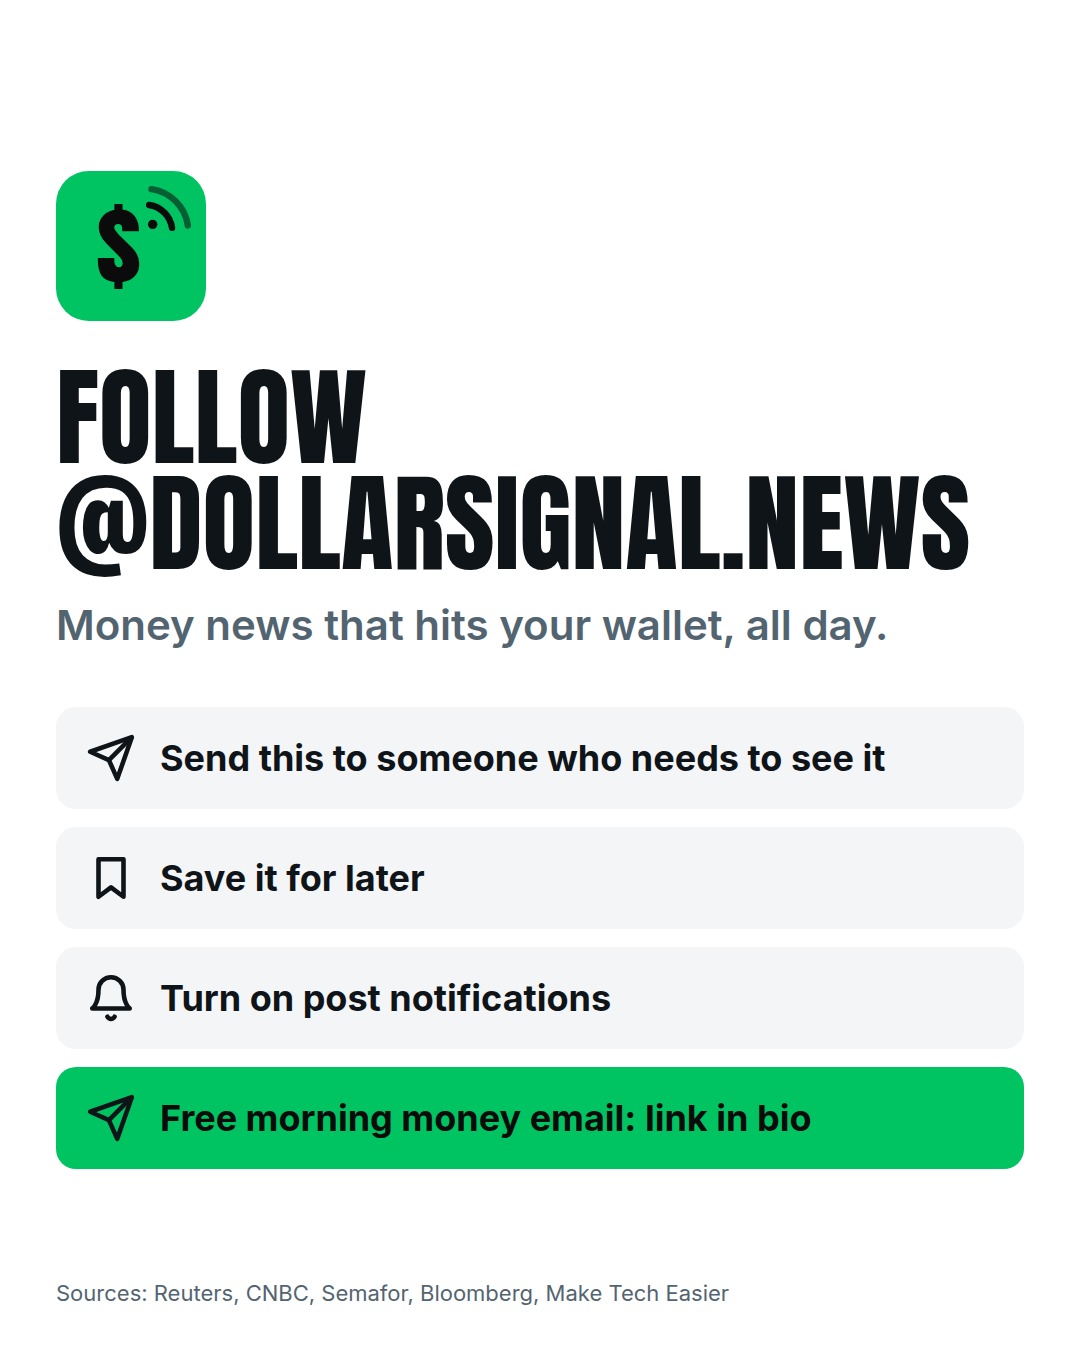 $
FOLLOW
@DOLLARSIGNAL.NEWS
Money news that hits your wallet, all day.
Send this to someone who needs to see it
Save it for later
Turn on post notifications
Free morning money email: link in bio
Sources: Reuters, CNBC, Semafor, Bloomberg, Make Tech Easier